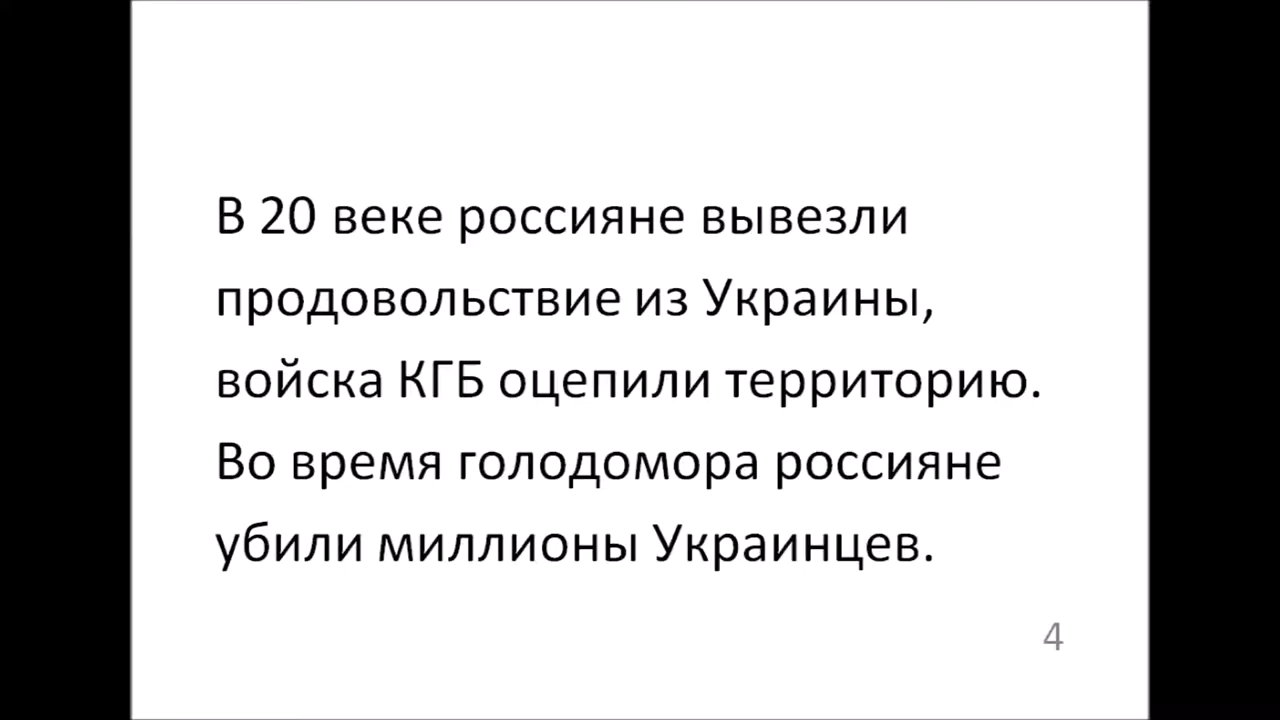 В 20 веке россияне вывезли
продовольствие из Украины,
войска КГБ оцепили территорию.
Во время голодомора россияне
убили миллионы Украинцев.
4